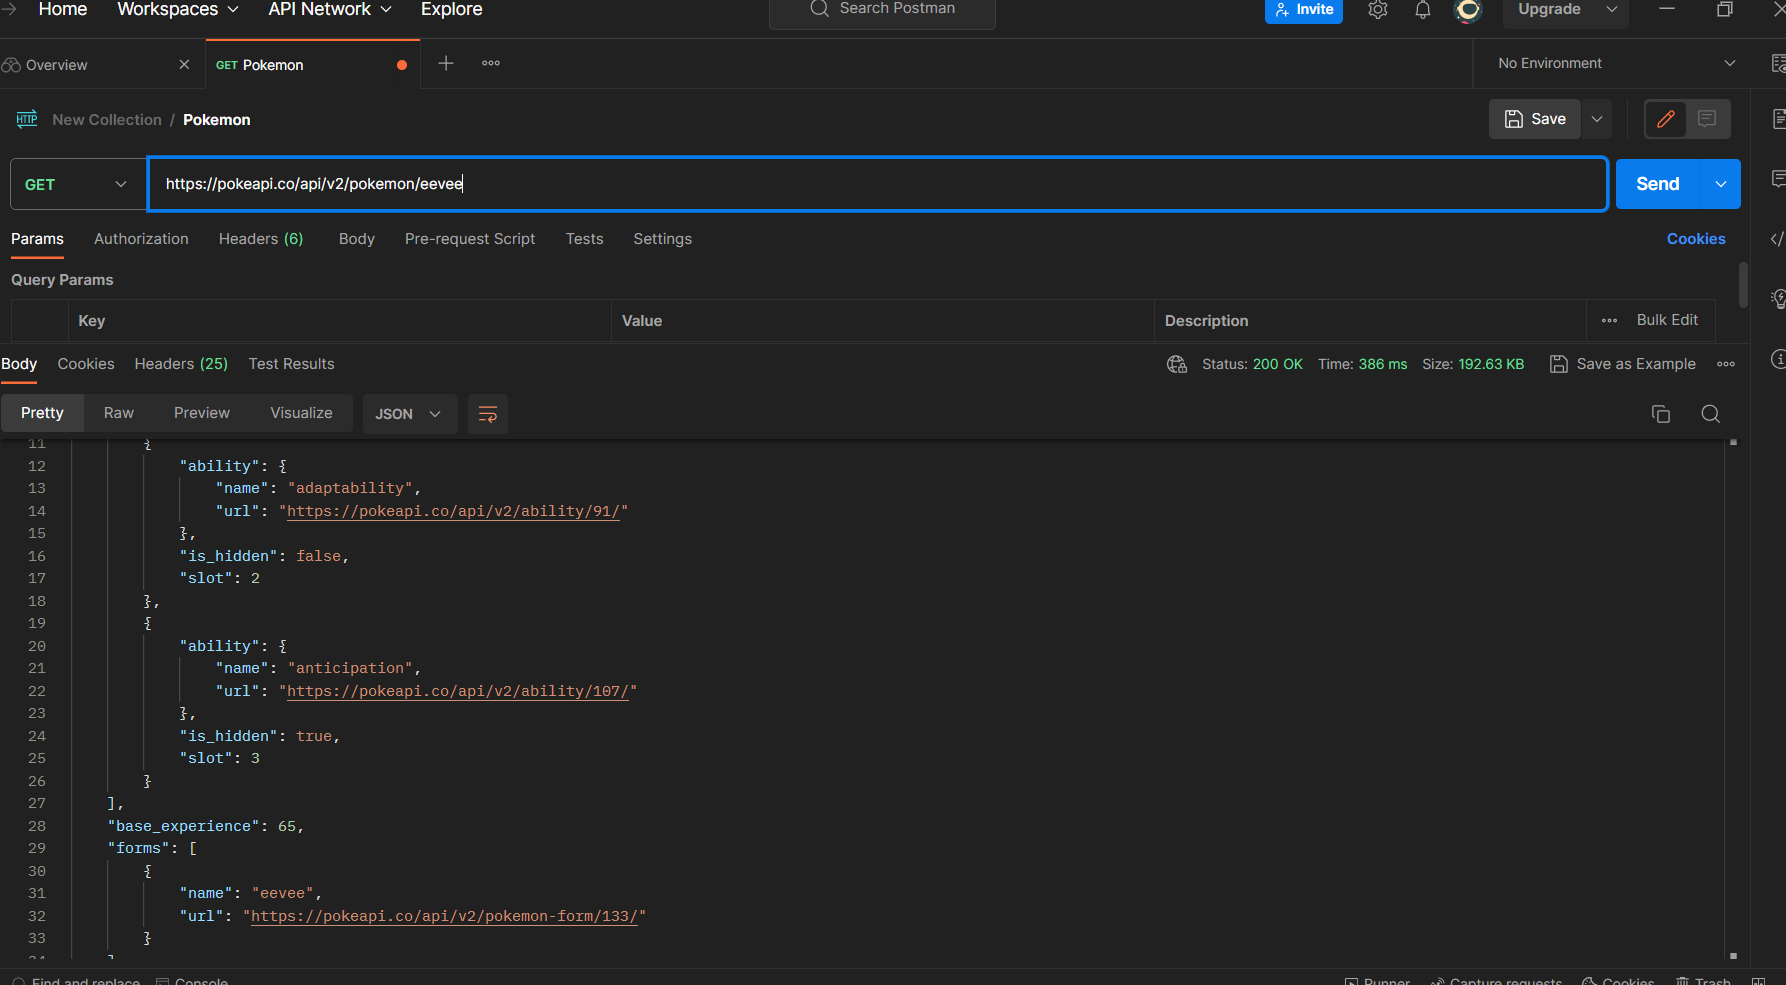 Home Workspaces API Network Explore Search Postman Invite Upgrade
Overview GET Pokemon No Environment
HTTP New Collection / Pokemon Save
GET https://pokeapi.co/api/v2/pokemon/eevee Send
Params Authorization Headers (6) Body Pre-request Script Tests Settings Cookies
Query Params
Key Value Description Bulk Edit
Body Cookies Headers (25) Test Results Status: 200 OK Time: 386 ms Size: 192.63 KB Save as Example
Pretty Raw Preview Visualize JSON
11 {
12 "ability": {
13 "name": "adaptability",
14 "url": "https://pokeapi.co/api/v2/ability/91/"
15 },
16 "is_hidden": false,
17 "slot": 2
18 },
19 {
20 "ability": {
21 "name": "anticipation",
22 "url": "https://pokeapi.co/api/v2/ability/107/"
23 },
24 "is_hidden": true,
25 "slot": 3
26 }
27 ],
28 "base_experience": 65,
29 "forms": [
30 {
31 "name": "eevee",
32 "url": "https://pokeapi.co/api/v2/pokemon-form/133/"
33 }
34 ]
Find and replace Console Runner Capture requests Cookies Trash